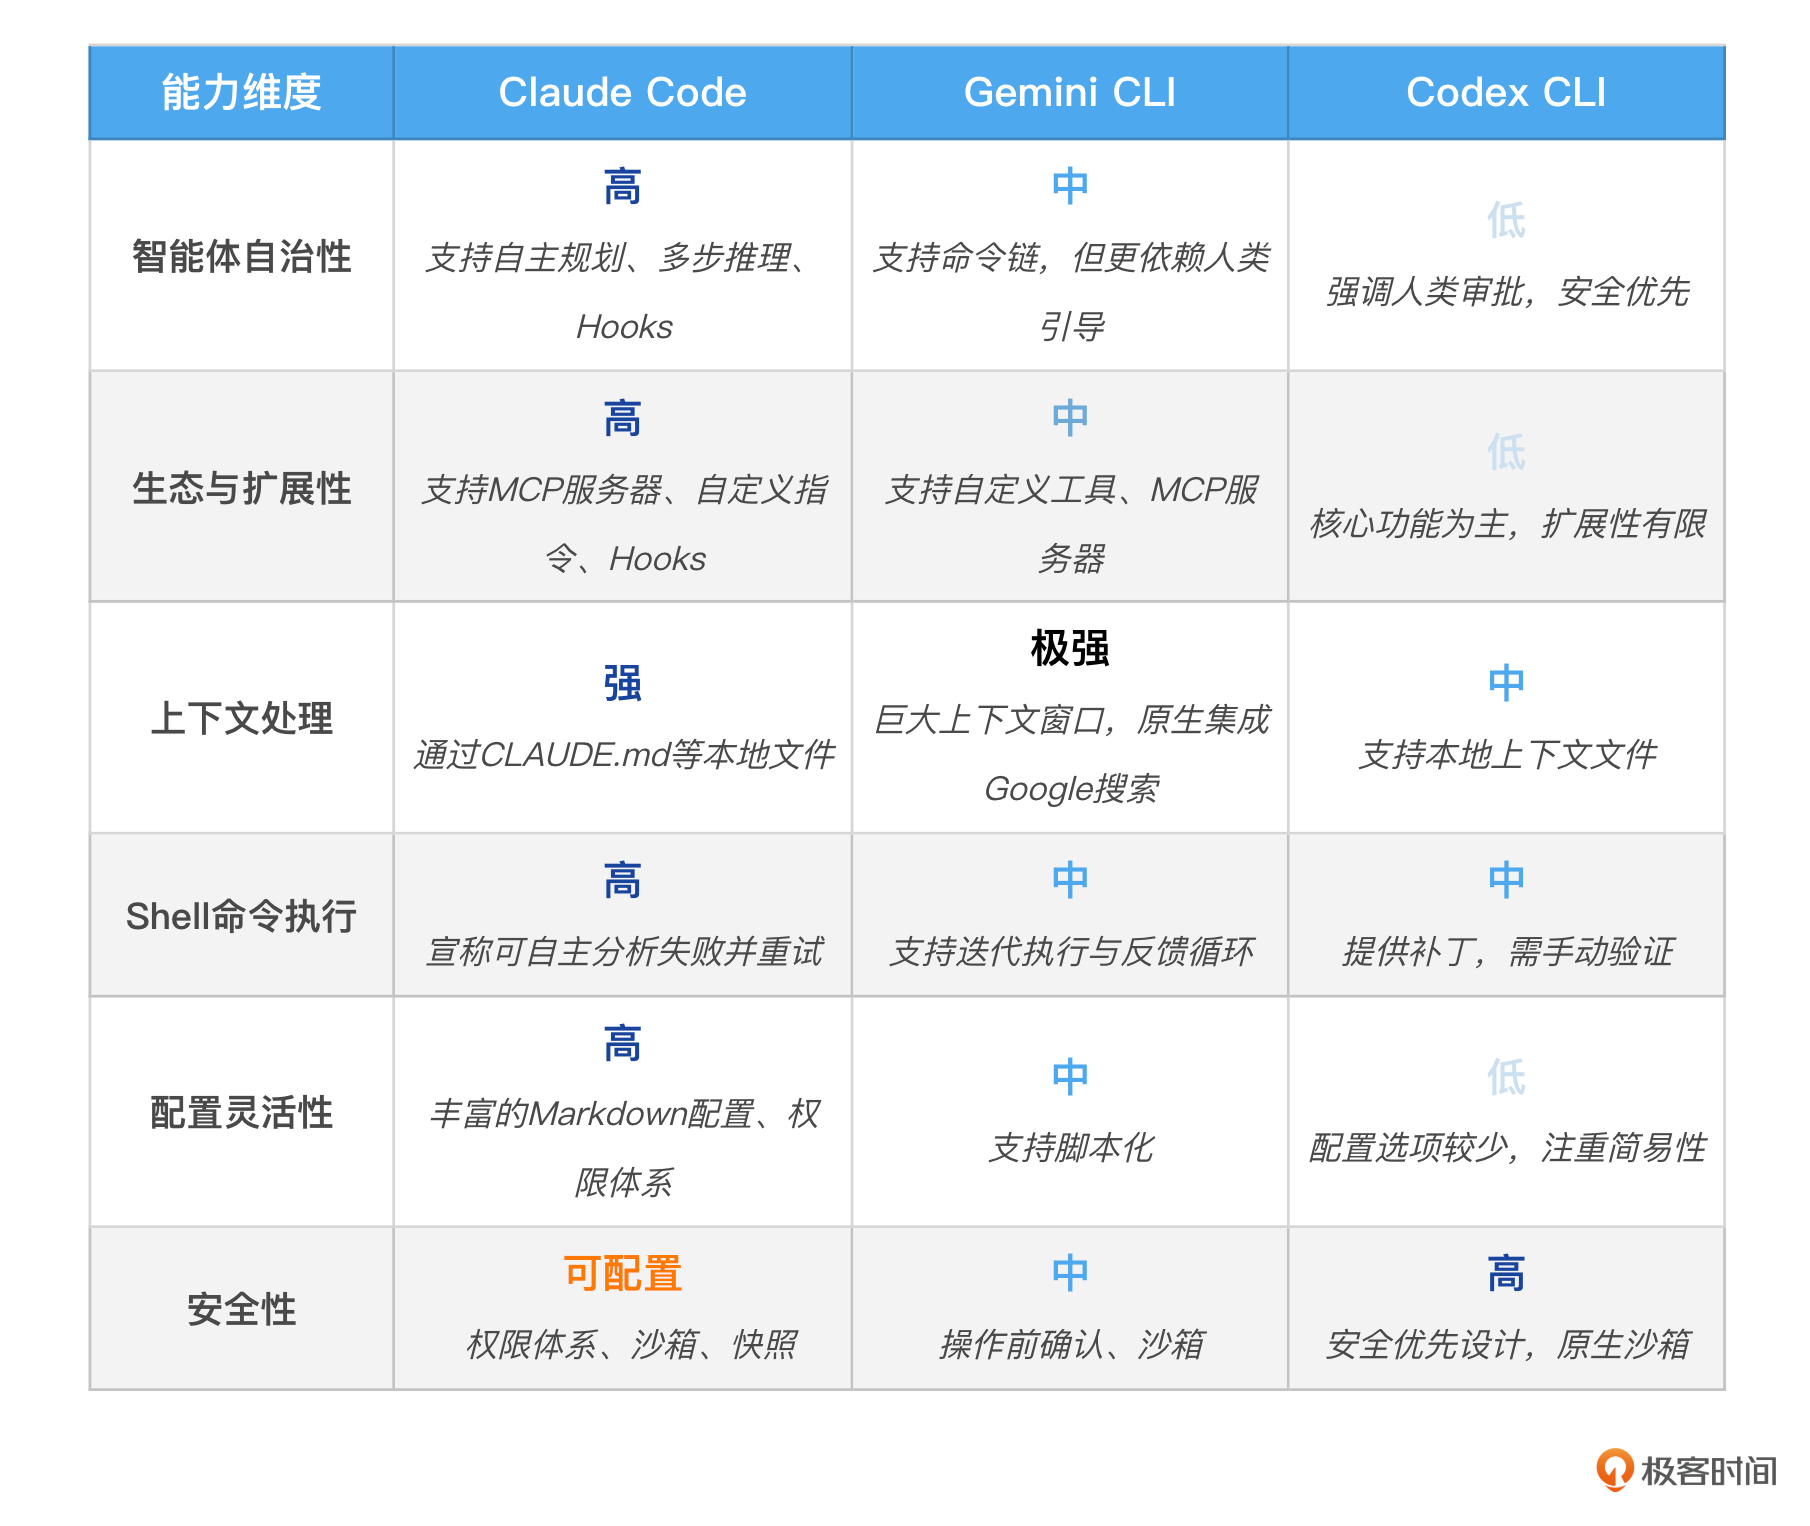 能力维度
Claude Code
Gemini CLI
Codex CLI
智能体自治性
高
支持自主规划、多步推理、
Hooks
中
支持命令链，但更依赖人类
引导
低
强调人类审批，安全优先
生态与扩展性
高
支持MCP服务器、自定义指
令、Hooks
中
支持自定义工具、MCP服
务器
低
核心功能为主，扩展性有限
上下文处理
强
通过CLAUDE.md等本地文件
极强
巨大上下文窗口，原生集成
Google搜索
中
支持本地上下文文件
Shell命令执行
高
宣称可自主分析失败并重试
中
支持迭代执行与反馈循环
中
提供补丁，需手动验证
配置灵活性
高
丰富的Markdown配置、权
限体系
中
支持脚本化
低
配置选项较少，注重简易性
安全性
可配置
权限体系、沙箱、快照
中
操作前确认、沙箱
高
安全优先设计，原生沙箱
极客时间